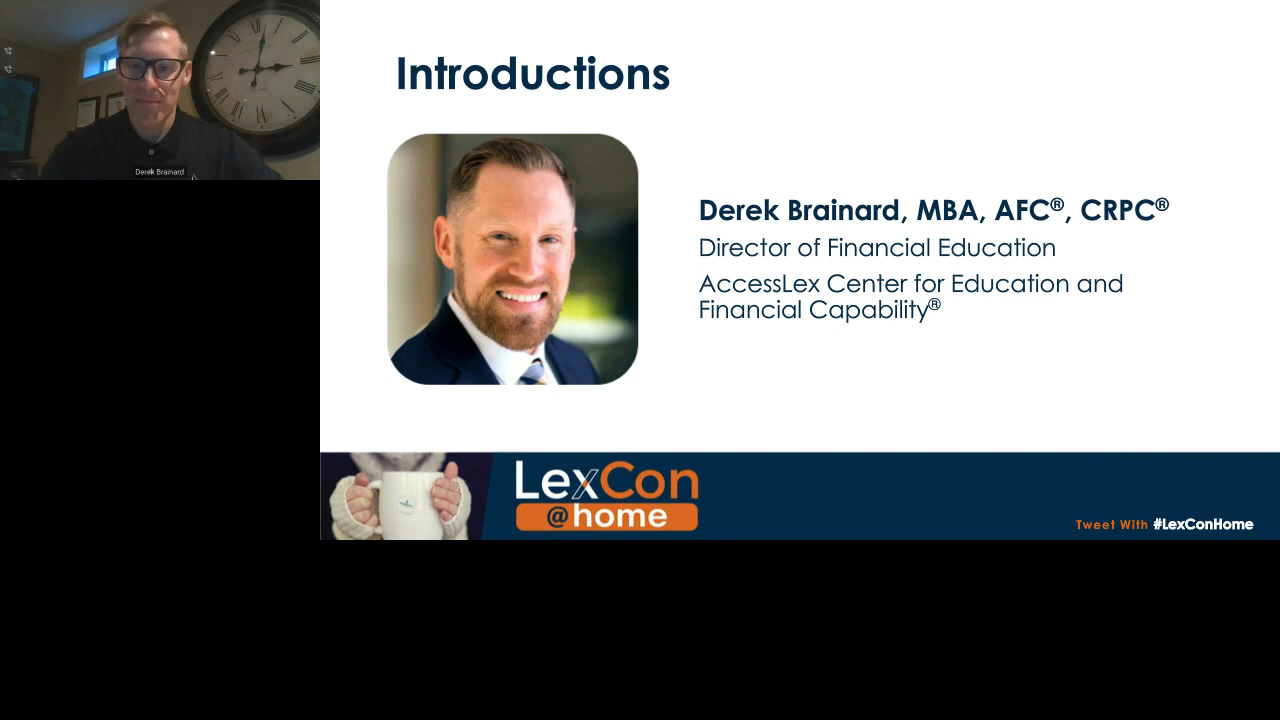 Derek Brainard
Introductions
Derek Brainard, MBA, AFC®, CRPC®
Director of Financial Education
AccessLex Center for Education and
Financial Capability®
LexCon
@home
Tweet With #LexConHome